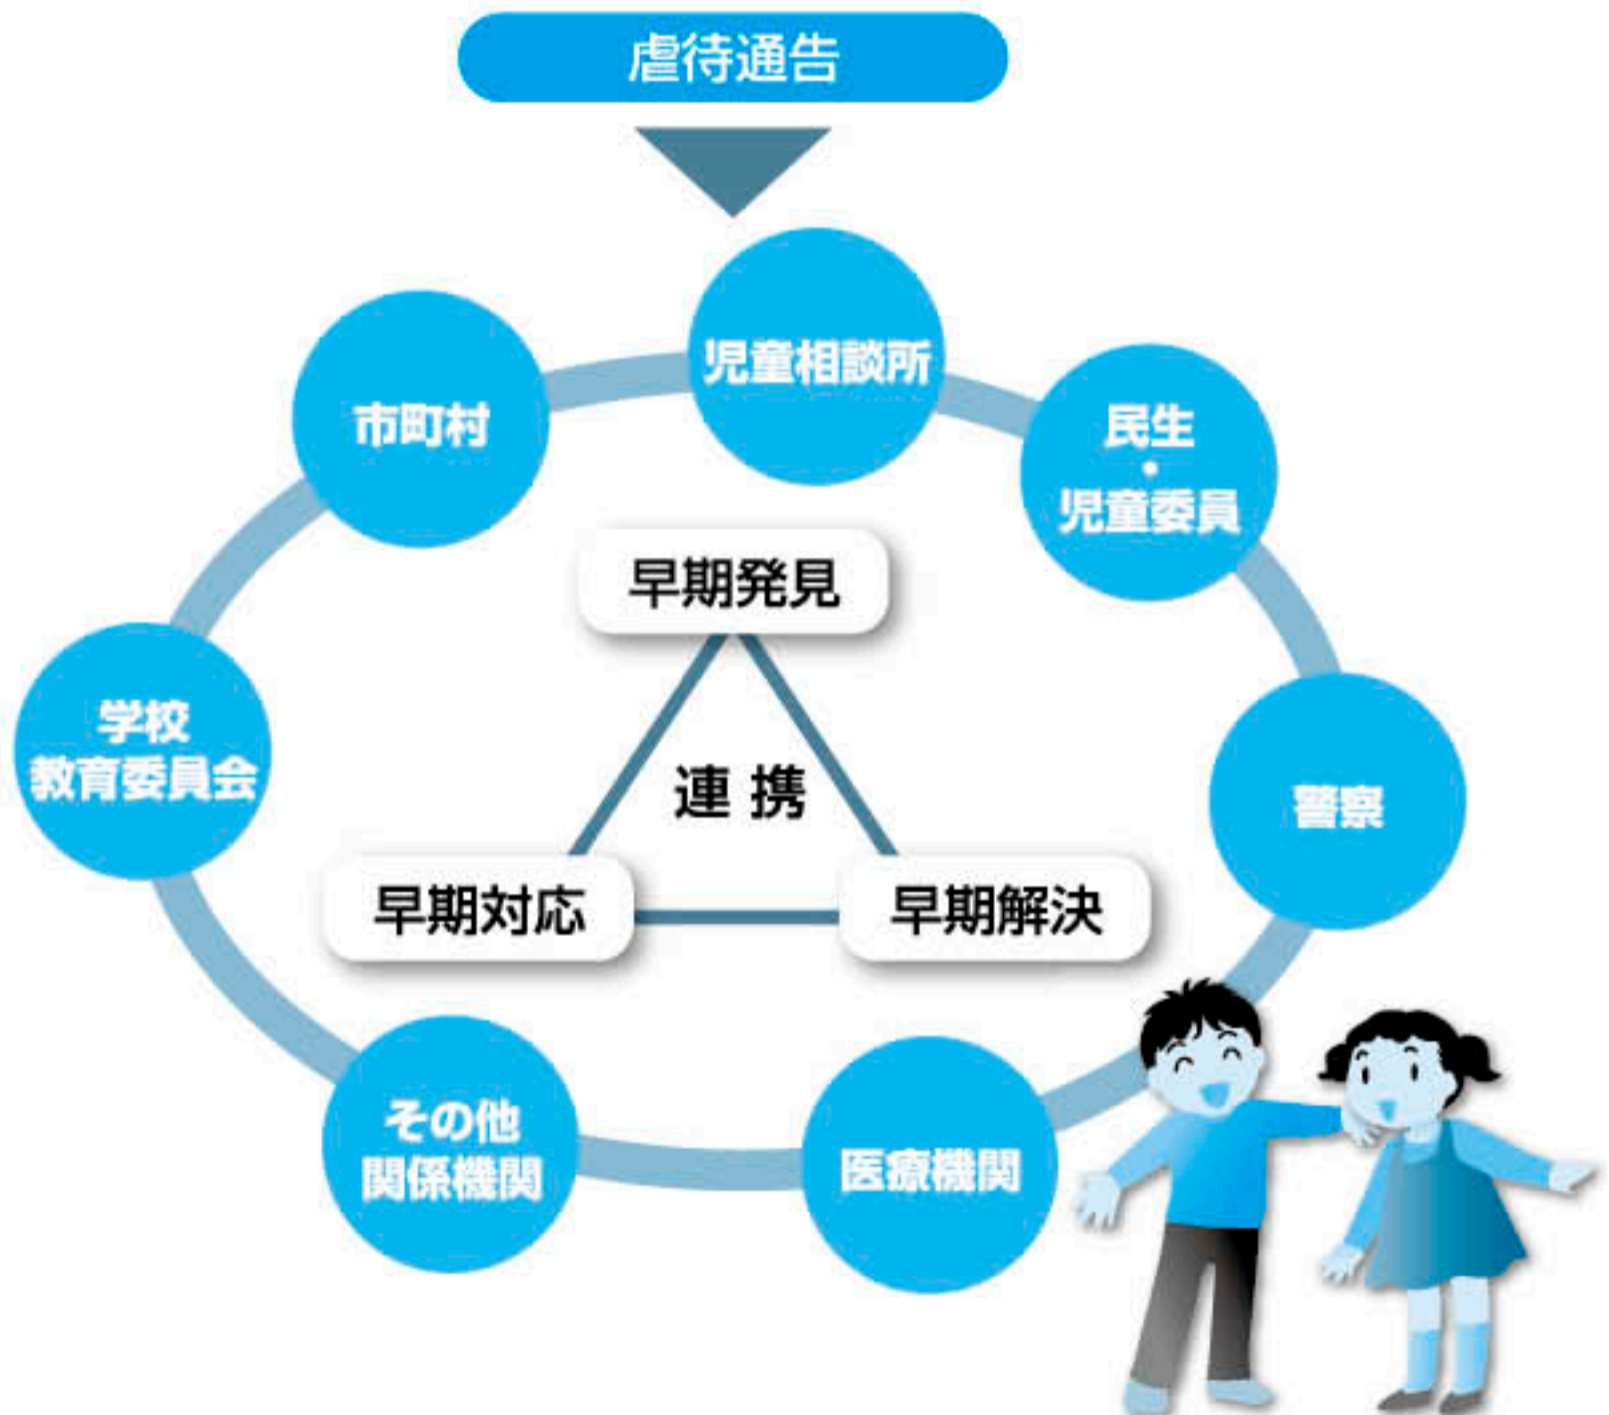 虐待通告
児童相談所
市町村
民生
・
児童委員
早期発見
学校
教育委員会
連携
警察
早期対応
早期解決
その他
関係機関
医療機関